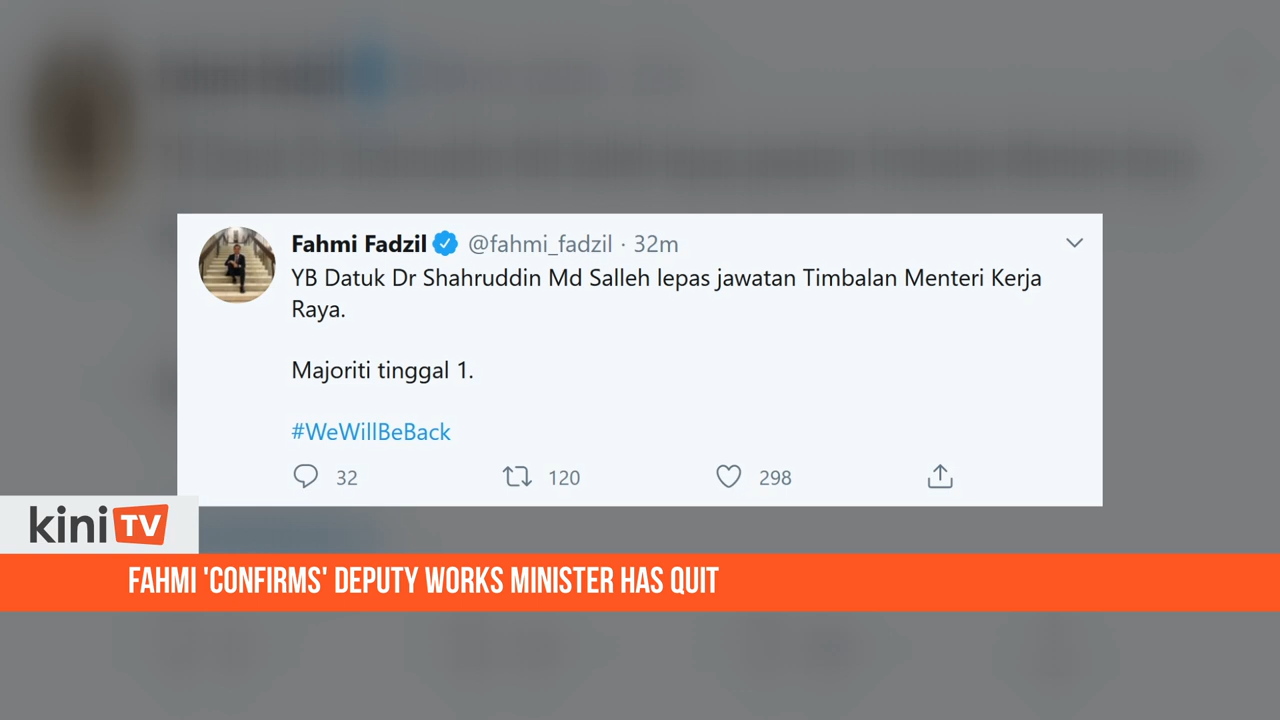 Fahmi Fadzil @fahmi_fadzil · 32m
YB Datuk Dr Shahruddin Md Salleh lepas jawatan Timbalan Menteri Kerja
Raya.
Majoriti tinggal 1.
#WeWillBeBack
32 120 298
kini TV
FAHMI 'CONFIRMS' DEPUTY WORKS MINISTER HAS QUIT